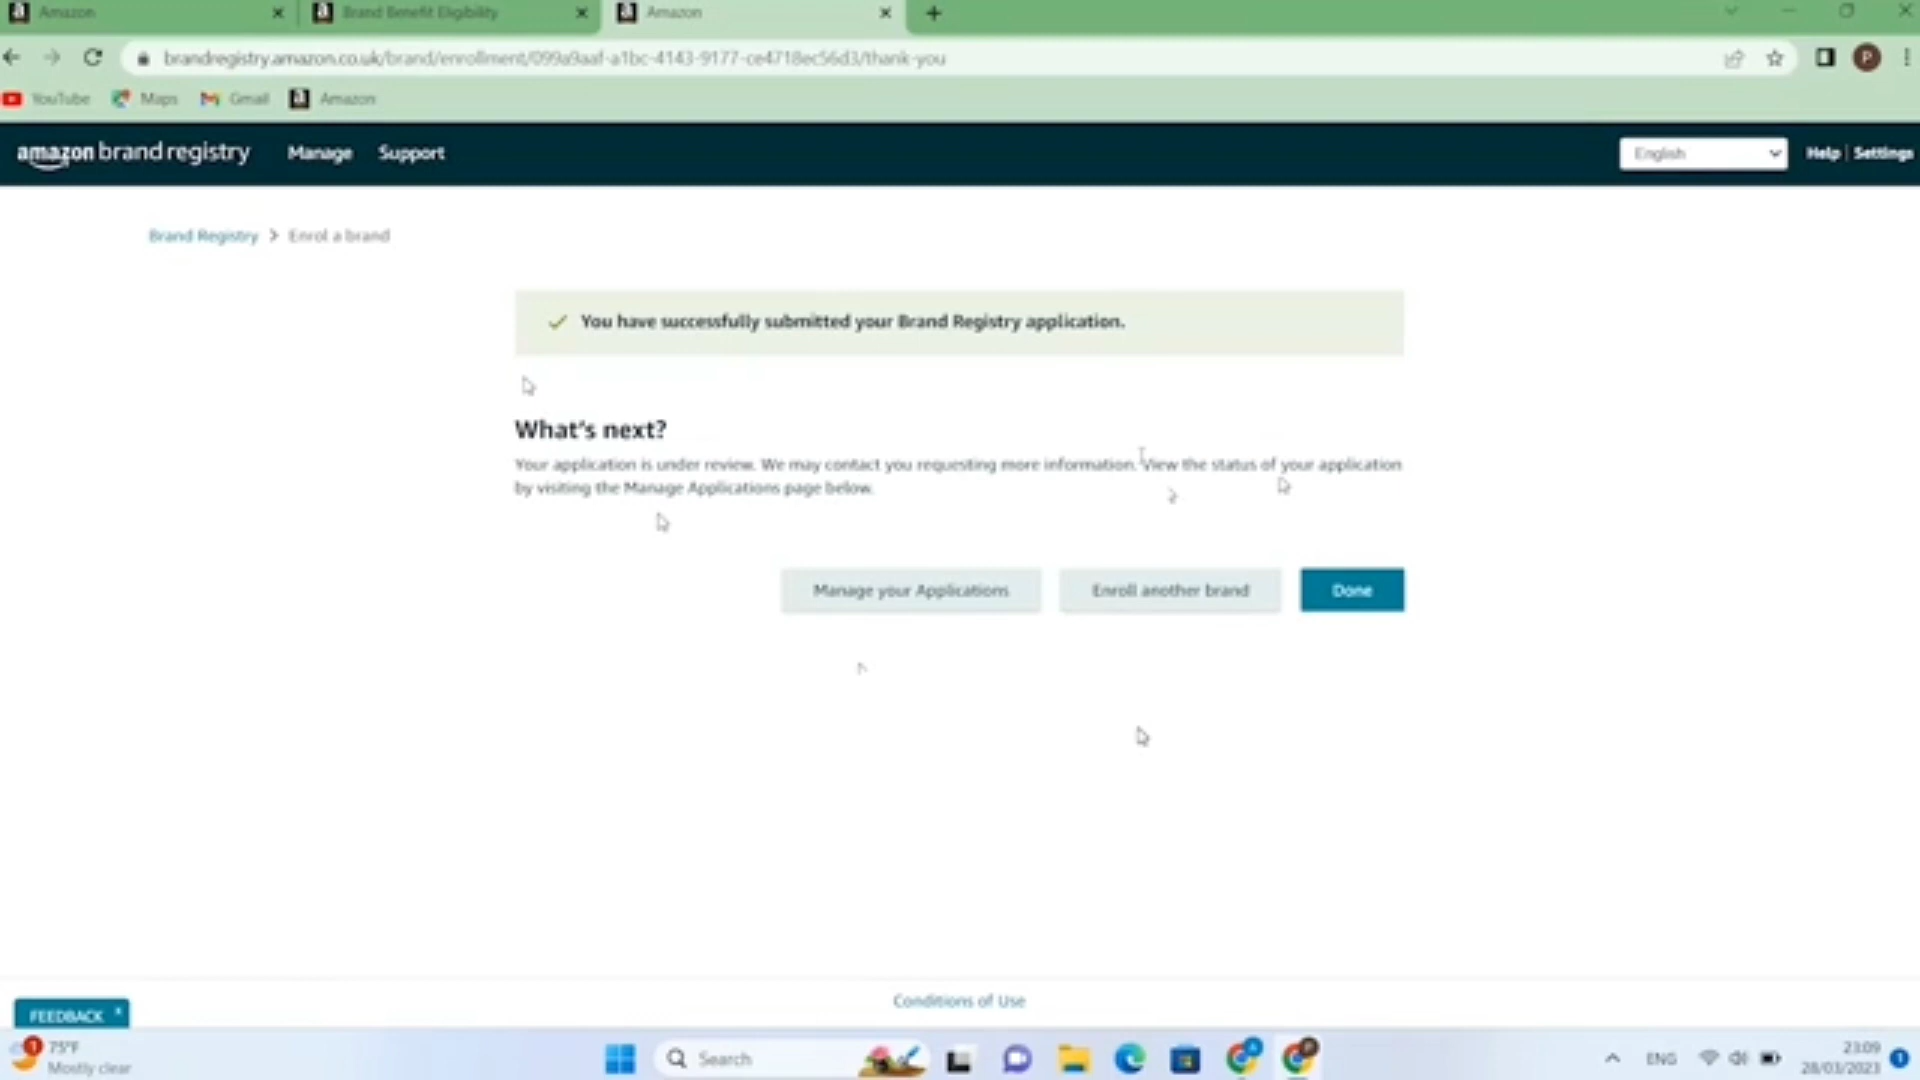 Amazon
Brand Benefit Eligibility
Amazon
brandregistry.amazon.co.uk/brand/enrollment/099a9aaf-a1bc-4143-9177-ce4718ec56d3/thank-you
YouTube Maps Gmail Amazon
amazon brand registry Manage Support English Help | Settings
Brand Registry > Enrol a brand
You have successfully submitted your Brand Registry application.
What's next?
Your application is under review. We may contact you requesting more information. View the status of your application
by visiting the Manage Applications page below.
Manage your Applications Enroll another brand Done
Conditions of Use
FEEDBACK
75°F
Mostly clear
Search
ENG
23:09
28/03/2023